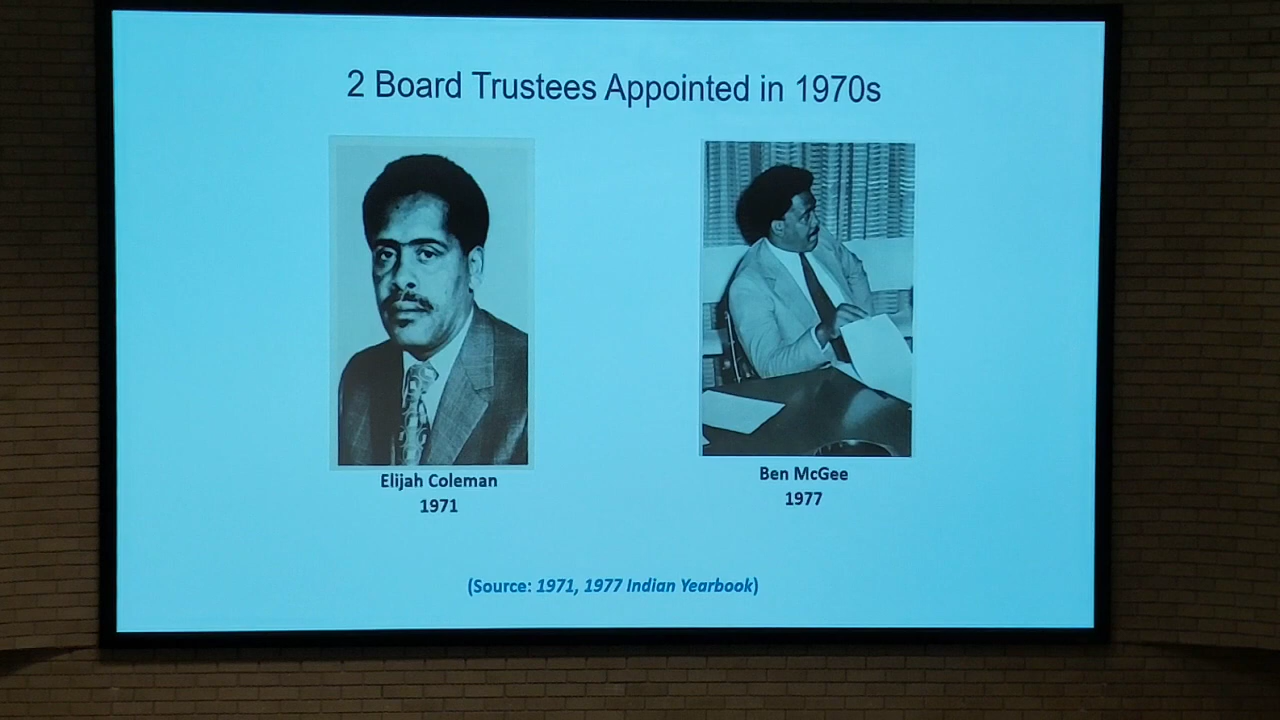 2 Board Trustees Appointed in 1970s
Elijah Coleman
1971
Ben McGee
1977
(Source: 1971, 1977 Indian Yearbook)